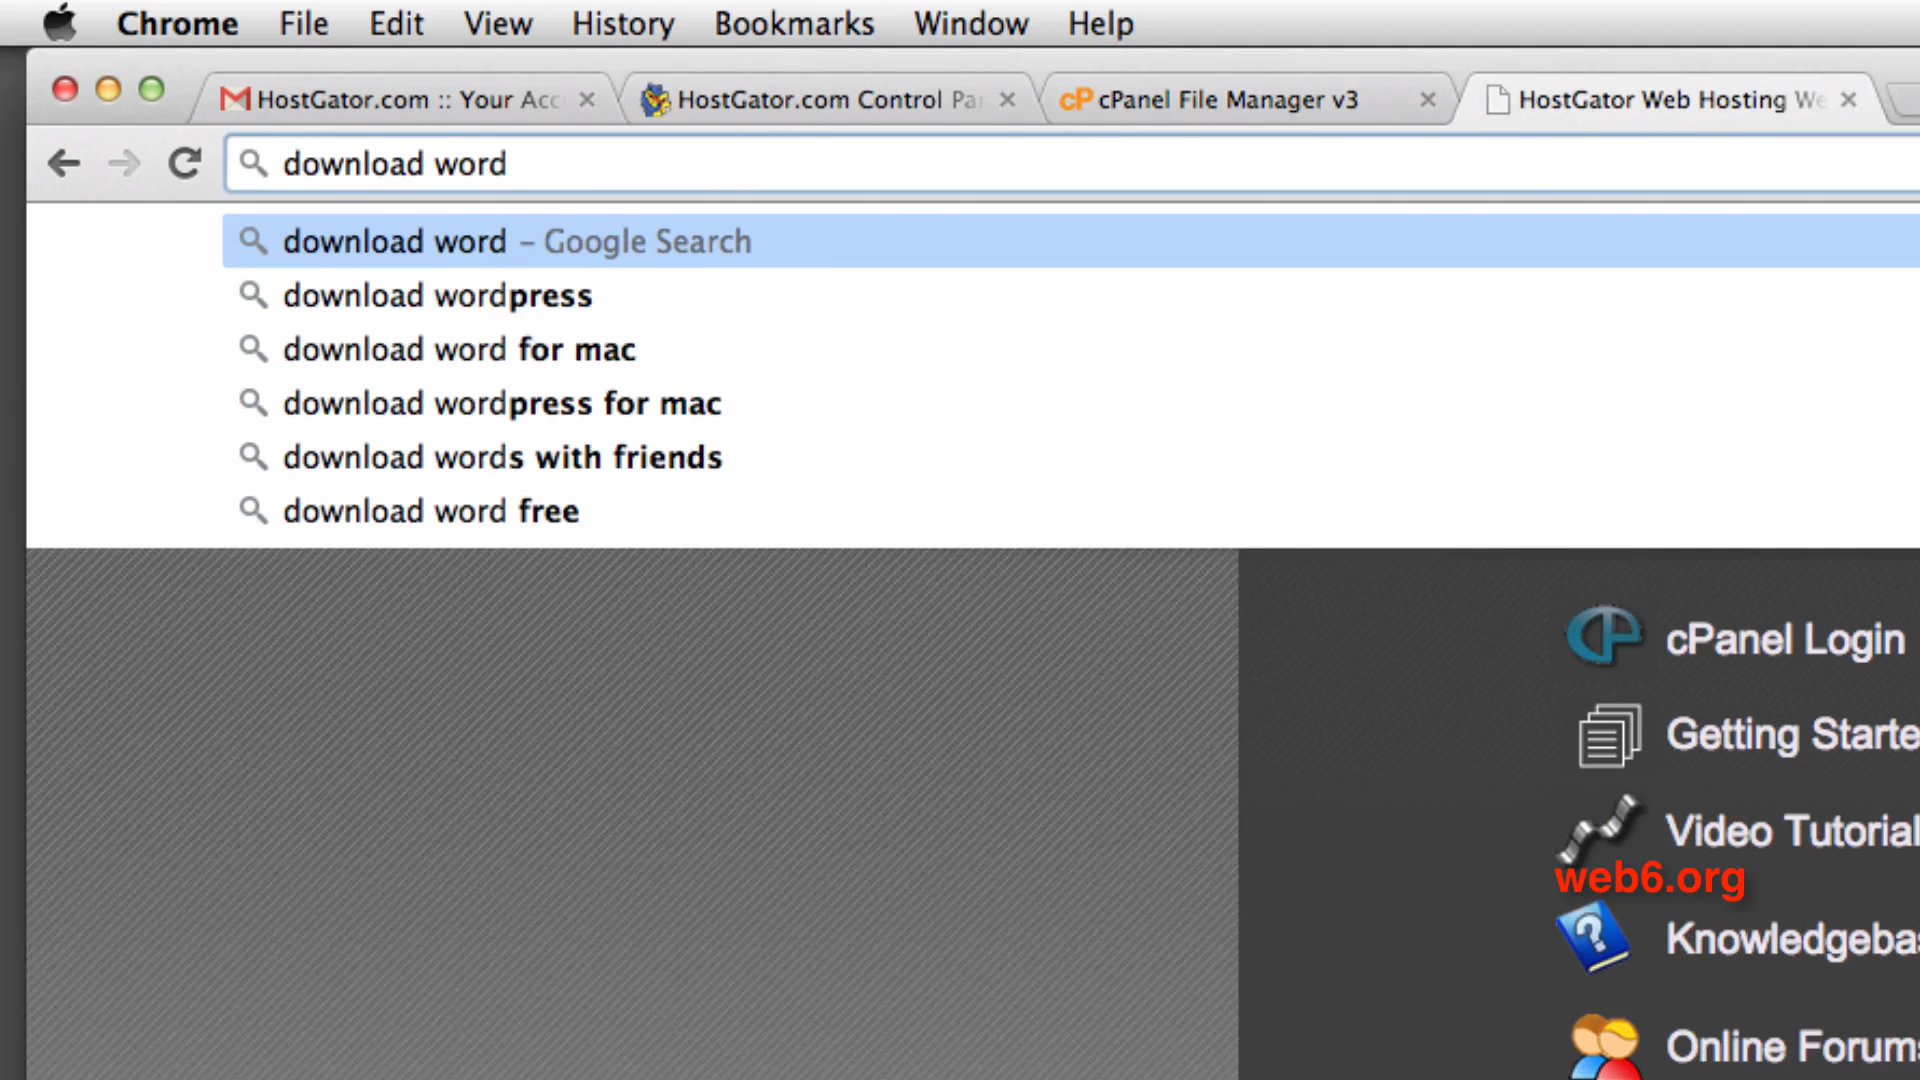 Chrome File Edit View History Bookmarks Window Help
HostGator.com :: Your Acc
HostGator.com Control Pa
cP cPanel File Manager v3
HostGator Web Hosting We
download word
download word – Google Search
download wordpress
download word for mac
download wordpress for mac
download words with friends
download word free
cPanel Login
Getting Starte
Video Tutorial
web6.org
Knowledgeba
Online Forum